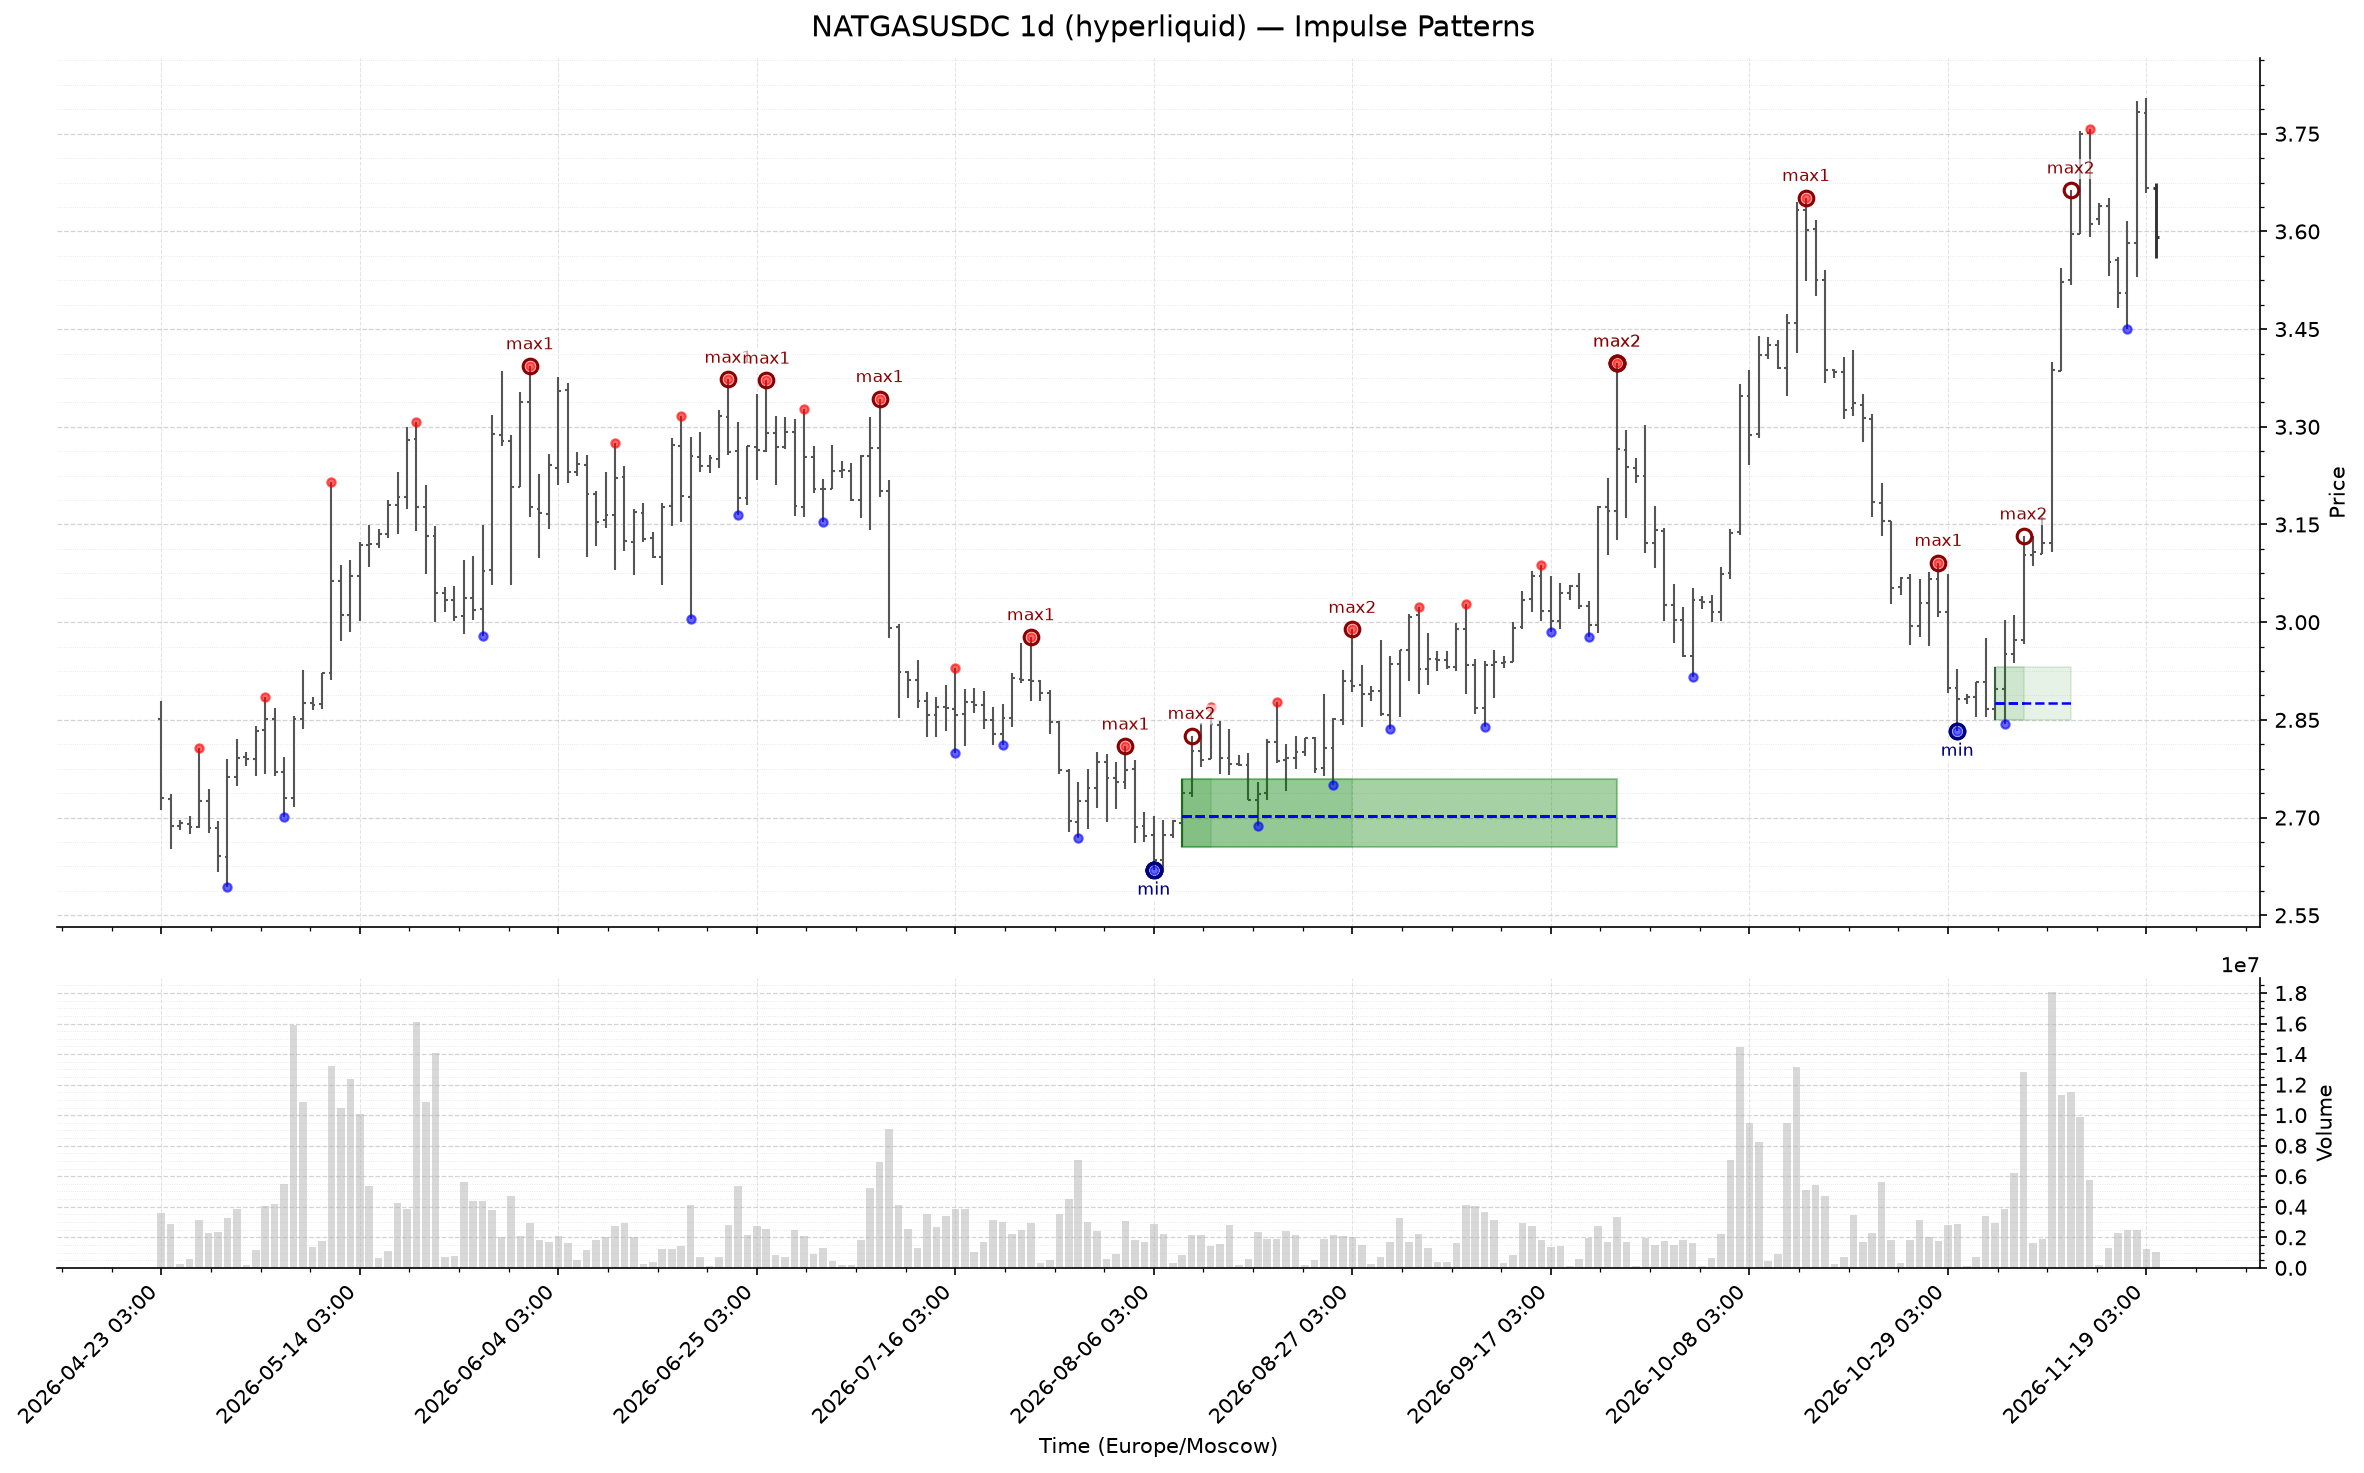 NATGASUSDC 1d (hyperliquid) — Impulse Patterns
3.75
max2
max1
3.60
3.45
max2
max1
max1
max1
max1
3.30
Price
3.15
max2
max1
max1
max2
3.00
max1
max2
2.85
min
2.70
min
2.55
1e7
1.8
1.6
1.4
1.2
1.0
0.8
0.6
0.4
0.2
0.0
Volume
2026-04-23 03:00
2026-05-14 03:00
2026-06-04 03:00
2026-06-25 03:00
2026-07-16 03:00
2026-08-06 03:00
2026-08-27 03:00
2026-09-17 03:00
2026-10-08 03:00
2026-10-29 03:00
2026-11-19 03:00
Time (Europe/Moscow)